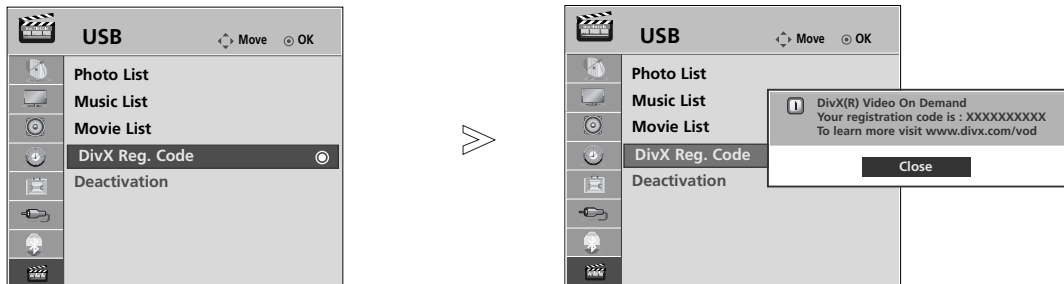 USB Move OK
Photo List
Music List
Movie List
DivX Reg. Code
Deactivation
USB Move OK
Photo List
Music List
Movie List
DivX Reg. Code
Deactivation
DivX(R) Video On Demand
Your registration code is : XXXXXXXXXX
To learn more visit www.divx.com/vod
Close